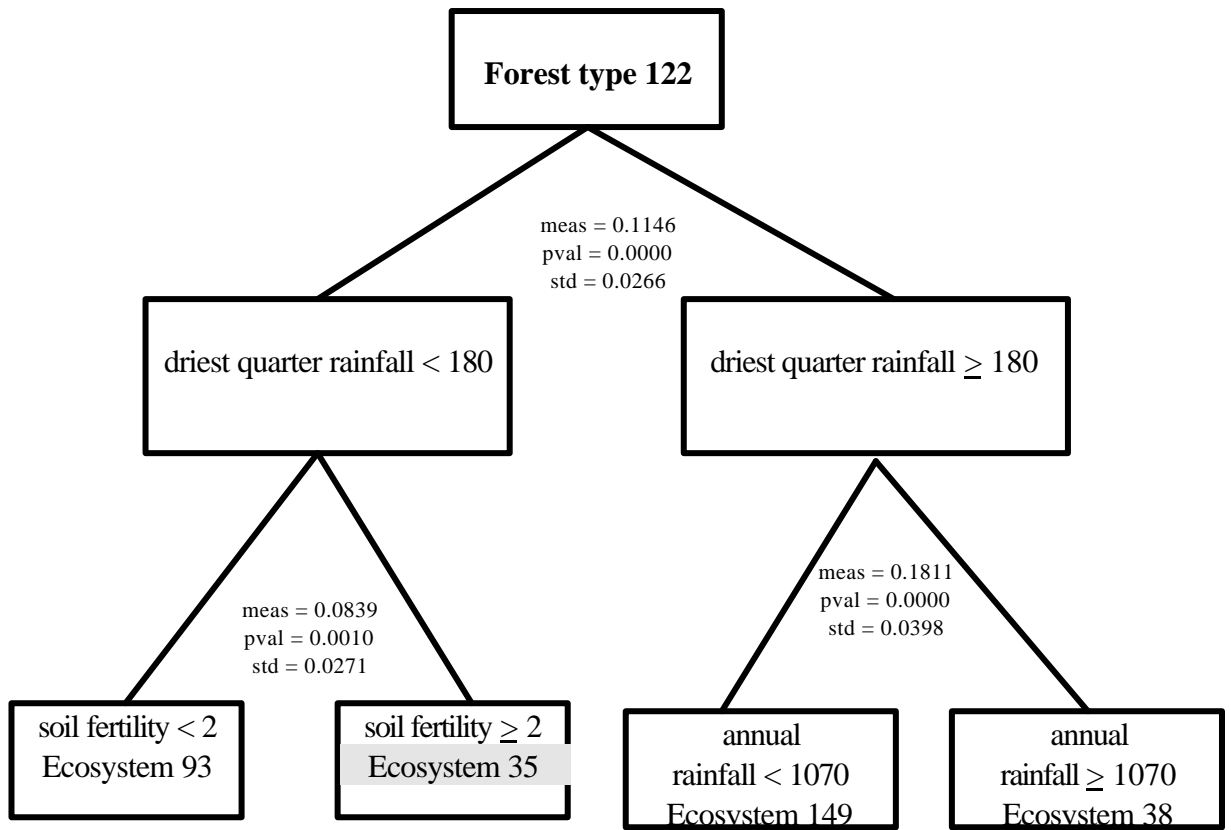 Forest type 122
meas = 0.1146
pval = 0.0000
std = 0.0266
driest quarter rainfall < 180
driest quarter rainfall ≥ 180
meas = 0.0839
pval = 0.0010
std = 0.0271
meas = 0.1811
pval = 0.0000
std = 0.0398
soil fertility < 2
Ecosystem 93
soil fertility ≥ 2
Ecosystem 35
annual
rainfall < 1070
Ecosystem 149
annual
rainfall ≥ 1070
Ecosystem 38